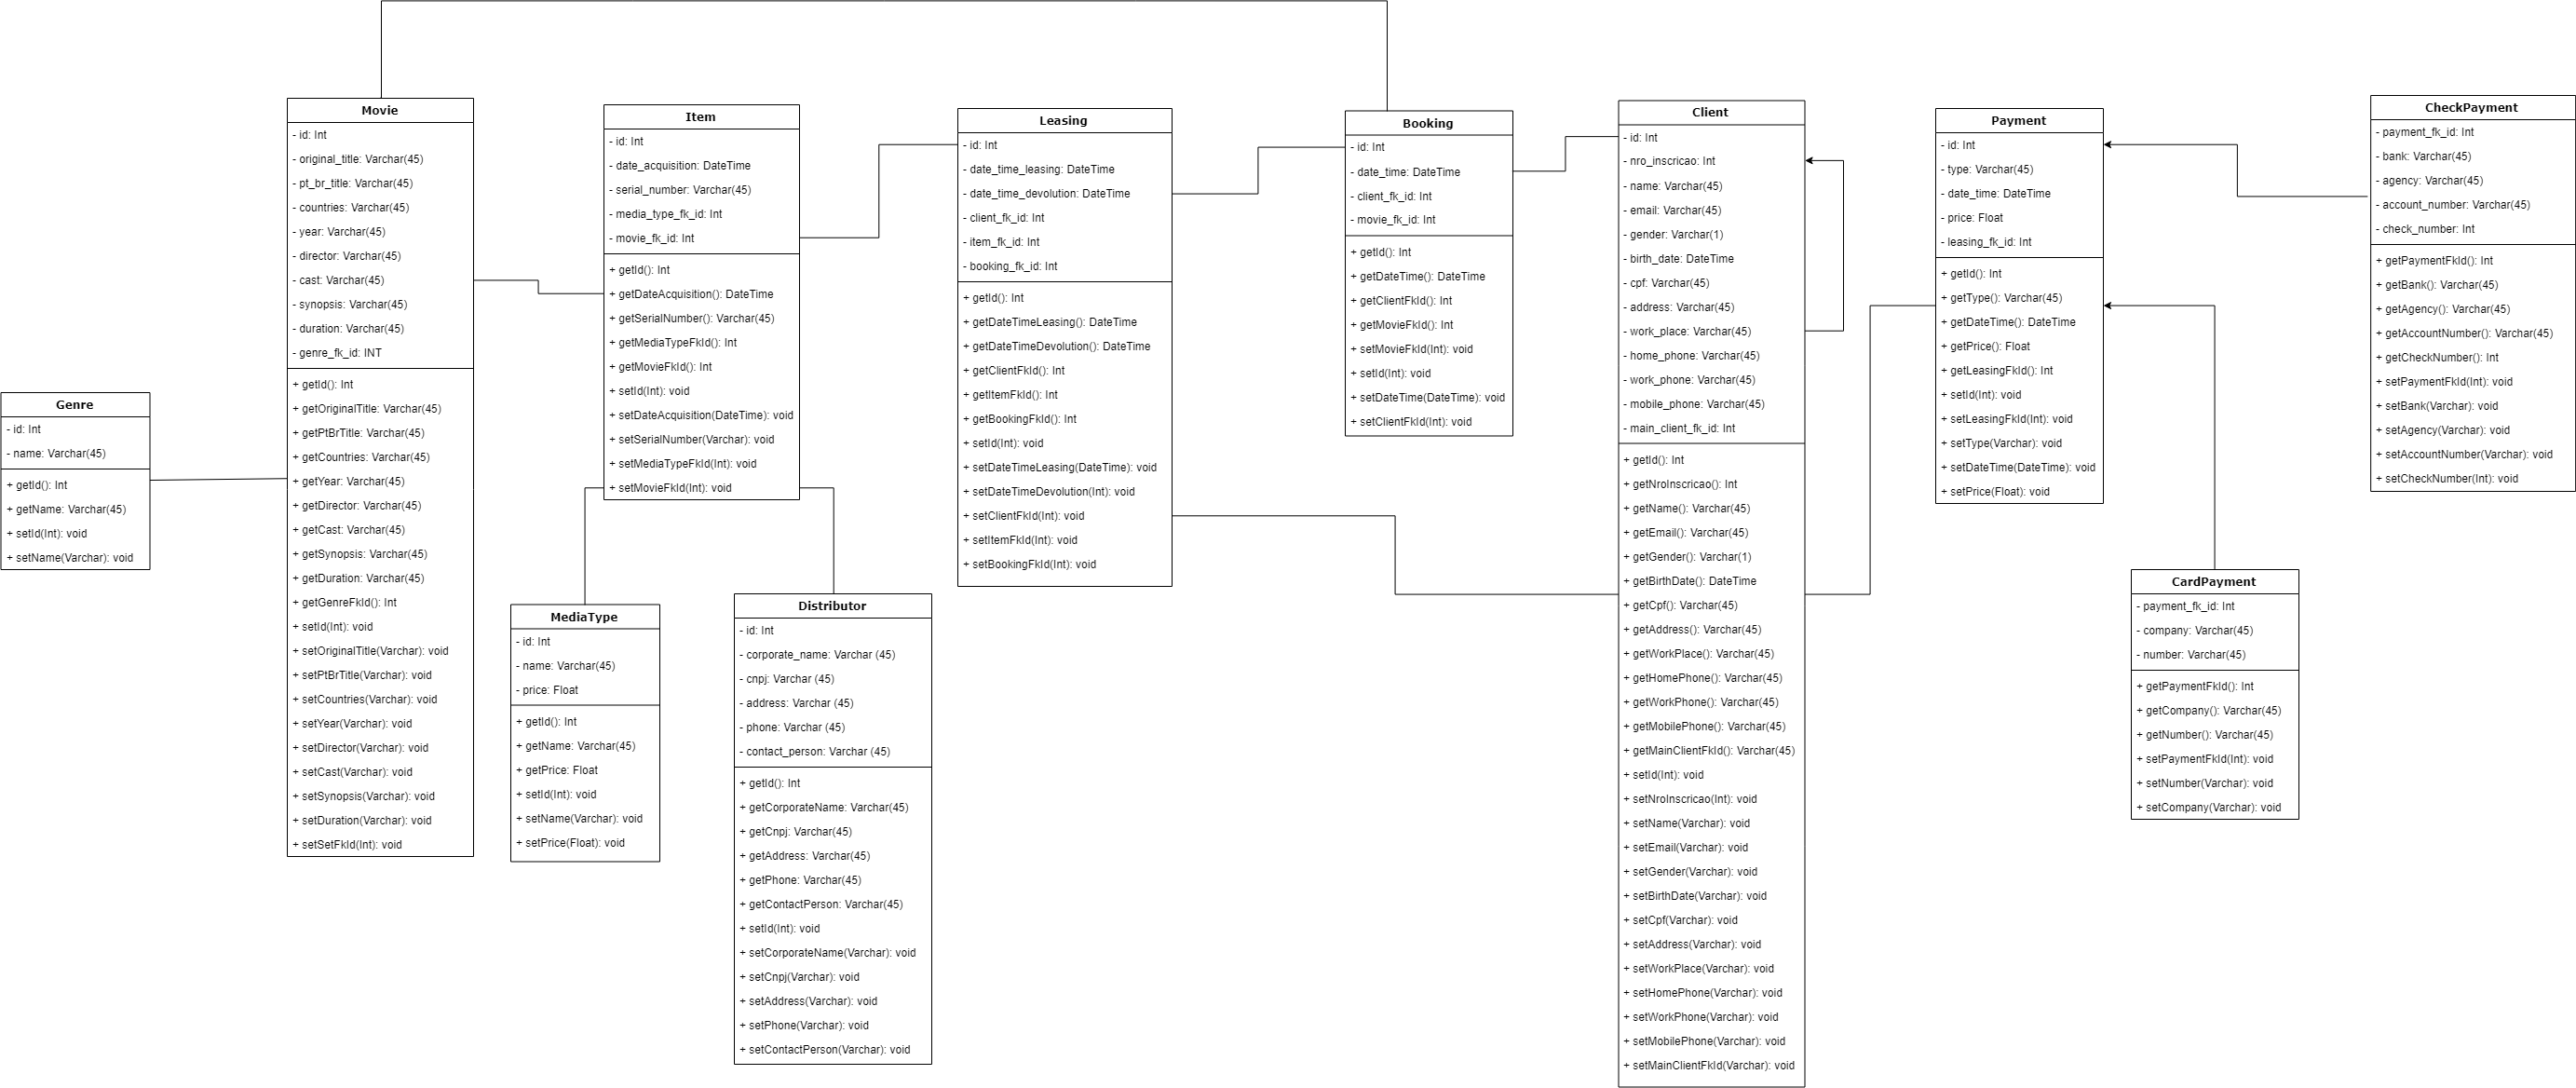 Movie
- id: Int
- original_title: Varchar(45)
- pt_br_title: Varchar(45)
- countries: Varchar(45)
- year: Varchar(45)
- director: Varchar(45)
- cast: Varchar(45)
- synopsis: Varchar(45)
- duration: Varchar(45)
- genre_fk_id: INT
+ getId(): Int
+ getOriginalTitle: Varchar(45)
+ getPtBrTitle: Varchar(45)
+ getCountries: Varchar(45)
+ getYear: Varchar(45)
+ getDirector: Varchar(45)
+ getCast: Varchar(45)
+ getSynopsis: Varchar(45)
+ getDuration: Varchar(45)
+ getGenreFkId(): Int
+ setId(Int): void
+ setOriginalTitle(Varchar): void
+ setPtBrTitle(Varchar): void
+ setCountries(Varchar): void
+ setYear(Varchar): void
+ setDirector(Varchar): void
+ setCast(Varchar): void
+ setSynopsis(Varchar): void
+ setDuration(Varchar): void
+ setSetFkId(Int): void
Genre
- id: Int
- name: Varchar(45)
+ getId(): Int
+ getName: Varchar(45)
+ setId(Int): void
+ setName(Varchar): void
Item
- id: Int
- date_acquisition: DateTime
- serial_number: Varchar(45)
- media_type_fk_id: Int
- movie_fk_id: Int
+ getId(): Int
+ getDateAcquisition(): DateTime
+ getSerialNumber(): Varchar(45)
+ getMediaTypeFkId(): Int
+ getMovieFkId(): Int
+ setId(Int): void
+ setDateAcquisition(DateTime): void
+ setSerialNumber(Varchar): void
+ setMediaTypeFkId(Int): void
+ setMovieFkId(Int): void
MediaType
- id: Int
- name: Varchar(45)
- price: Float
+ getId(): Int
+ getName: Varchar(45)
+ getPrice: Float
+ setId(Int): void
+ setName(Varchar): void
+ setPrice(Float): void
Distributor
- id: Int
- corporate_name: Varchar (45)
- cnpj: Varchar (45)
- address: Varchar (45)
- phone: Varchar (45)
- contact_person: Varchar (45)
+ getId(): Int
+ getCorporateName: Varchar(45)
+ getCnpj: Varchar(45)
+ getAddress: Varchar(45)
+ getPhone: Varchar(45)
+ getContactPerson: Varchar(45)
+ setId(Int): void
+ setCorporateName(Varchar): void
+ setCnpj(Varchar): void
+ setAddress(Varchar): void
+ setPhone(Varchar): void
+ setContactPerson(Varchar): void
Leasing
- id: Int
- date_time_leasing: DateTime
- date_time_devolution: DateTime
- client_fk_id: Int
- item_fk_id: Int
- booking_fk_id: Int
+ getId(): Int
+ getDateTimeLeasing(): DateTime
+ getDateTimeDevolution(): DateTime
+ getClientFkId(): Int
+ getItemFkId(): Int
+ getBookingFkId(): Int
+ setId(Int): void
+ setDateTimeLeasing(DateTime): void
+ setDateTimeDevolution(Int): void
+ setClientFkId(Int): void
+ setItemFkId(Int): void
+ setBookingFkId(Int): void
Booking
- id: Int
- date_time: DateTime
- client_fk_id: Int
- movie_fk_id: Int
+ getId(): Int
+ getDateTime(): DateTime
+ getClientFkId(): Int
+ getMovieFkId(): Int
+ setMovieFkId(Int): void
+ setId(Int): void
+ setDateTime(DateTime): void
+ setClientFkId(Int): void
Client
- id: Int
- nro_inscricao: Int
- name: Varchar(45)
- email: Varchar(45)
- gender: Varchar(1)
- birth_date: DateTime
- cpf: Varchar(45)
- address: Varchar(45)
- work_place: Varchar(45)
- home_phone: Varchar(45)
- work_phone: Varchar(45)
- mobile_phone: Varchar(45)
- main_client_fk_id: Int
+ getId(): Int
+ getNroInscricao(): Int
+ getName(): Varchar(45)
+ getEmail(): Varchar(45)
+ getGender(): Varchar(1)
+ getBirthDate(): DateTime
+ getCpf(): Varchar(45)
+ getAddress(): Varchar(45)
+ getWorkPlace(): Varchar(45)
+ getHomePhone(): Varchar(45)
+ getWorkPhone(): Varchar(45)
+ getMobilePhone(): Varchar(45)
+ getMainClientFkId(): Varchar(45)
+ setId(Int): void
+ setNroInscricao(Int): void
+ setName(Varchar): void
+ setEmail(Varchar): void
+ setGender(Varchar): void
+ setBirthDate(Varchar): void
+ setCpf(Varchar): void
+ setAddress(Varchar): void
+ setWorkPlace(Varchar): void
+ setHomePhone(Varchar): void
+ setWorkPhone(Varchar): void
+ setMobilePhone(Varchar): void
+ setMainClientFkId(Varchar): void
Payment
- id: Int
- type: Varchar(45)
- date_time: DateTime
- price: Float
- leasing_fk_id: Int
+ getId(): Int
+ getType(): Varchar(45)
+ getDateTime(): DateTime
+ getPrice(): Float
+ getLeasingFkId(): Int
+ setId(Int): void
+ setLeasingFkId(Int): void
+ setType(Varchar): void
+ setDateTime(DateTime): void
+ setPrice(Float): void
CheckPayment
- payment_fk_id: Int
- bank: Varchar(45)
- agency: Varchar(45)
- account_number: Varchar(45)
- check_number: Int
+ getPaymentFkId(): Int
+ getBank(): Varchar(45)
+ getAgency(): Varchar(45)
+ getAccountNumber(): Varchar(45)
+ getCheckNumber(): Int
+ setPaymentFkId(Int): void
+ setBank(Varchar): void
+ setAgency(Varchar): void
+ setAccountNumber(Varchar): void
+ setCheckNumber(Int): void
CardPayment
- payment_fk_id: Int
- company: Varchar(45)
- number: Varchar(45)
+ getPaymentFkId(): Int
+ getCompany(): Varchar(45)
+ getNumber(): Varchar(45)
+ setPaymentFkId(Int): void
+ setNumber(Varchar): void
+ setCompany(Varchar): void